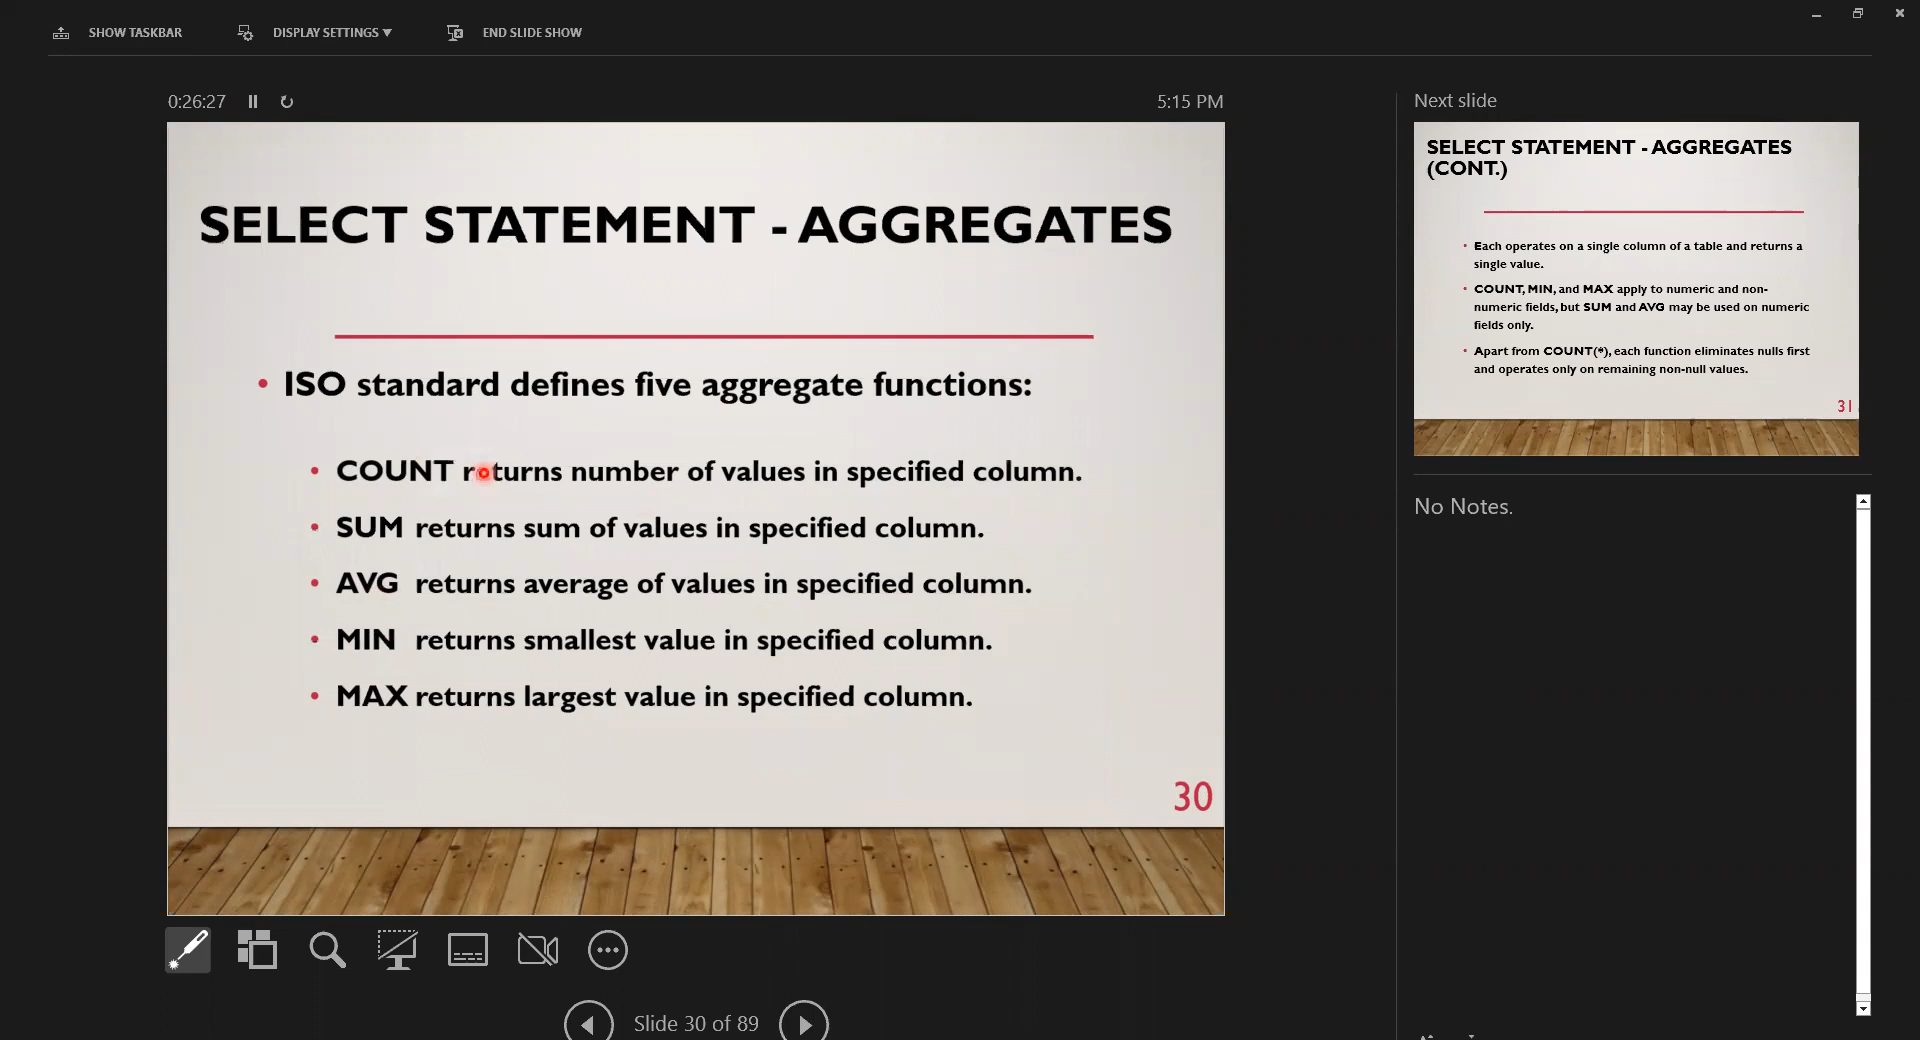 SHOW TASKBAR
DISPLAY SETTINGS ▼
END SLIDE SHOW
0:26:27
5:15 PM
SELECT STATEMENT - AGGREGATES
• ISO standard defines five aggregate functions:
• COUNT returns number of values in specified column.
• SUM returns sum of values in specified column.
• AVG returns average of values in specified column.
• MIN returns smallest value in specified column.
• MAX returns largest value in specified column.
30
Slide 30 of 89
Next slide
SELECT STATEMENT - AGGREGATES
(CONT.)
• Each operates on a single column of a table and returns a
single value.
• COUNT, MIN, and MAX apply to numeric and non-
numeric fields, but SUM and AVG may be used on numeric
fields only.
• Apart from COUNT(*), each function eliminates nulls first
and operates only on remaining non-null values.
31
No Notes.